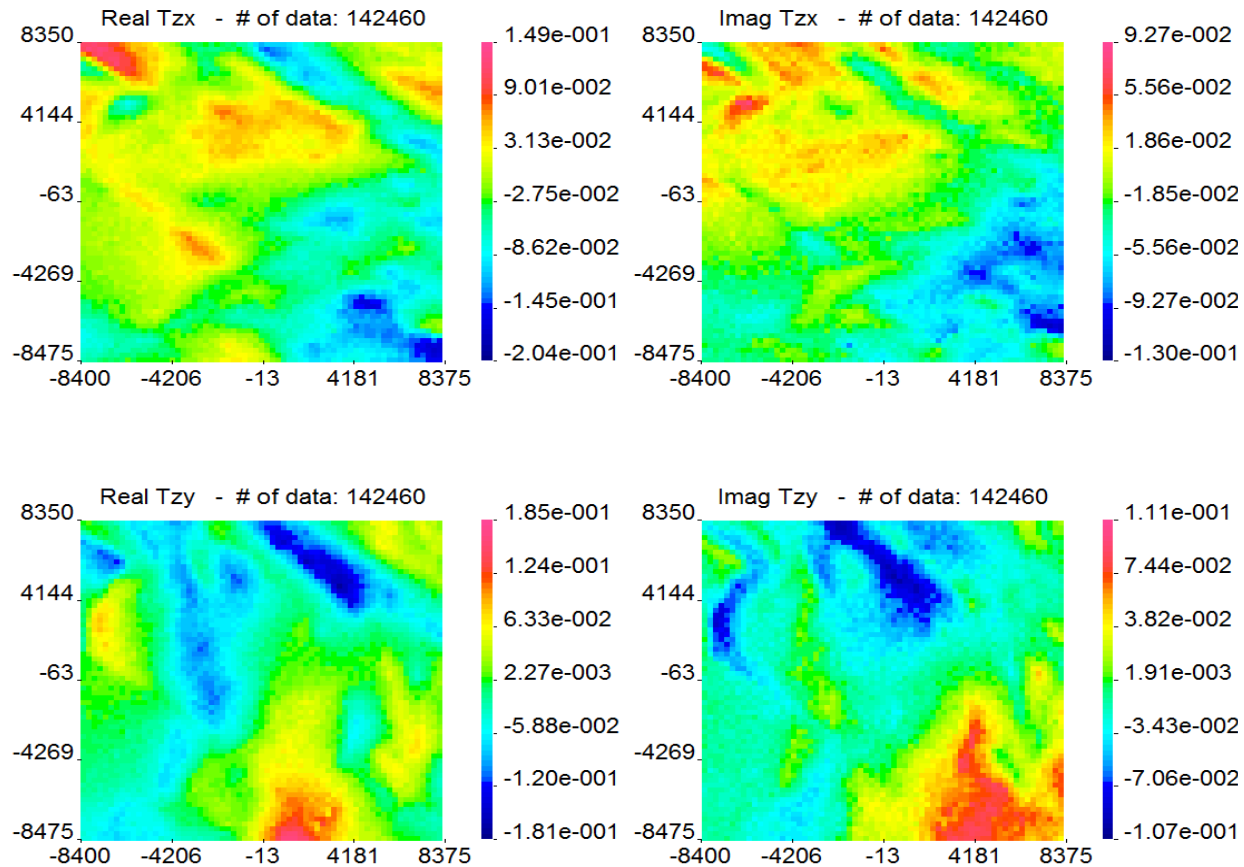 Real Tzx - # of data: 142460
8350
4144
-63
-4269
-8475
-8400 -4206 -13 4181 8375
1.49e-001
9.01e-002
3.13e-002
-2.75e-002
-8.62e-002
-1.45e-001
-2.04e-001
Imag Tzx - # of data: 142460
8350
4144
-63
-4269
-8475
-8400 -4206 -13 4181 8375
9.27e-002
5.56e-002
1.86e-002
-1.85e-002
-5.56e-002
-9.27e-002
-1.30e-001
Real Tzy - # of data: 142460
8350
4144
-63
-4269
-8475
-8400 -4206 -13 4181 8375
1.85e-001
1.24e-001
6.33e-002
2.27e-003
-5.88e-002
-1.20e-001
-1.81e-001
Imag Tzy - # of data: 142460
8350
4144
-63
-4269
-8475
-8400 -4206 -13 4181 8375
1.11e-001
7.44e-002
3.82e-002
1.91e-003
-3.43e-002
-7.06e-002
-1.07e-001